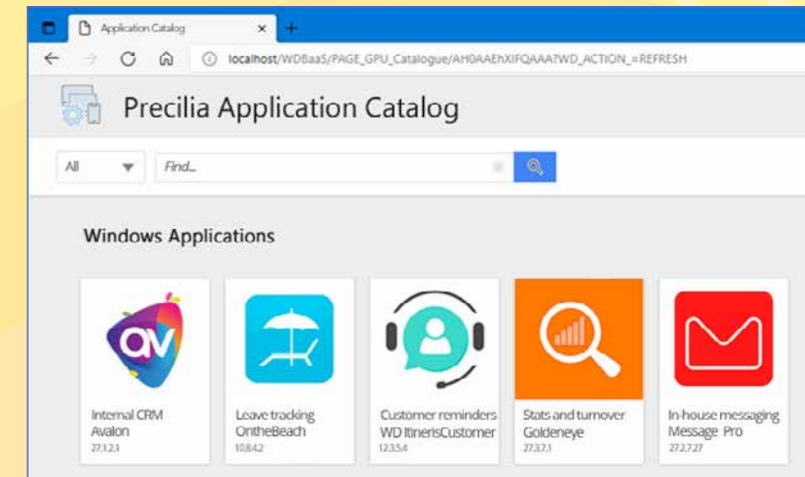 Application Catalog
localhost/WDBaaS/PAGE_GPU_Catalogue/AH0AAEhXIFQAAA?WD_ACTION_=REFRESH
Precilia Application Catalog
All
Find...
Windows Applications
av
Internal CRM
Avalon
27.1.2.1
Leave tracking
OntheBeach
10.8.4.2
Customer reminders
WD ItinerisCustomer
12.3.5.4
Stats and turnover
Goldeneye
27.3.7.1
In-house messaging
Message Pro
27.2.7.27